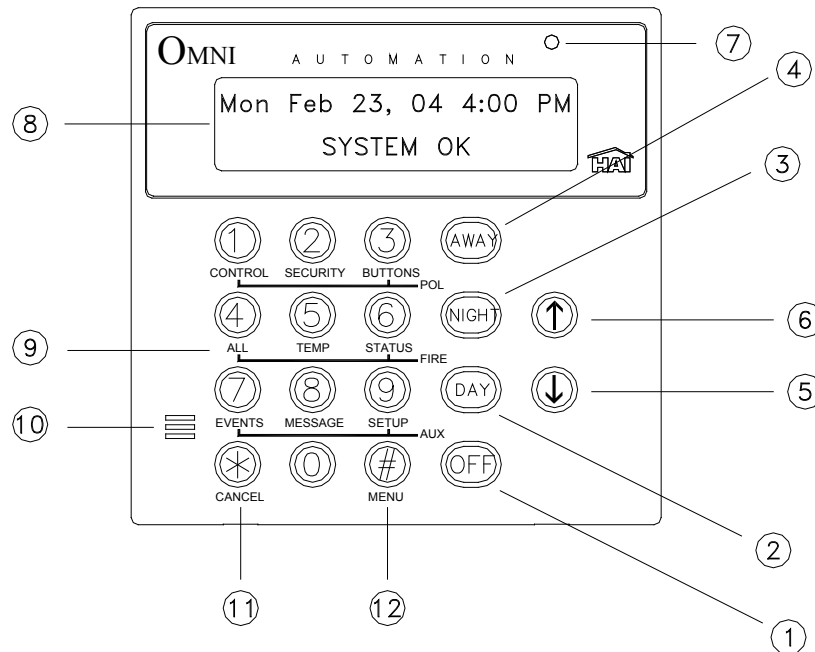 OMNI
AUTOMATION
7
4
8
Mon Feb 23, 04 4:00 PM
SYSTEM OK
HAI
3
1 2 3 AWAY
CONTROL SECURITY BUTTONS
POL
4 5 6 NIGHT ↑
6
9
ALL TEMP STATUS
FIRE
7 8 9 DAY ↓
5
10
EVENTS MESSAGE SETUP
AUX
* 0 # OFF
CANCEL MENU
2
11 12
1